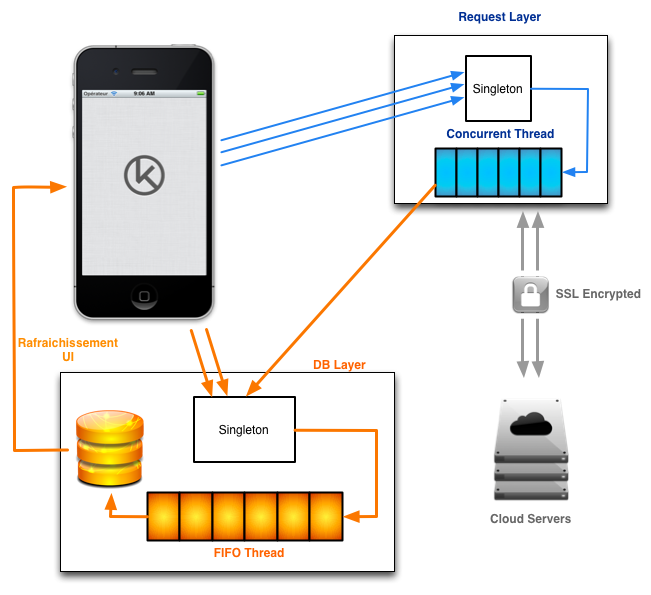 Request Layer
Opérateur 9:06 AM
Singleton
Concurrent Thread
SSL Encrypted
Rafraichissement
UI
DB Layer
Singleton
Cloud Servers
FIFO Thread